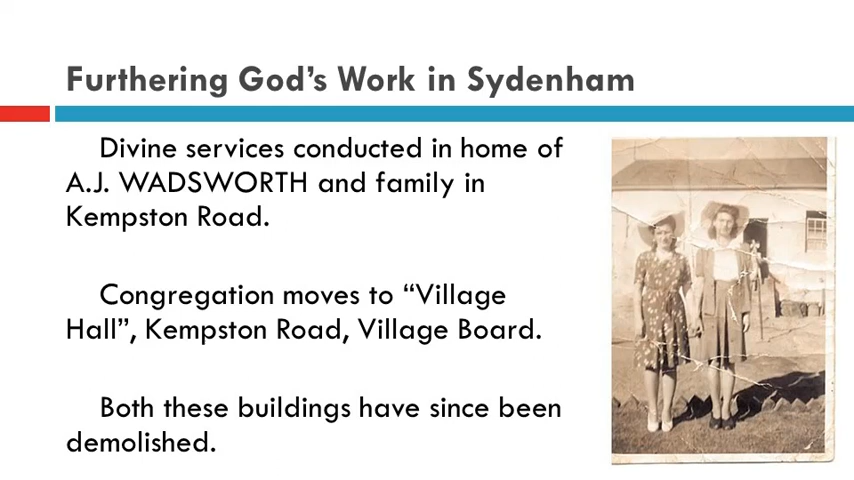 Furthering God’s Work in Sydenham
Divine services conducted in home of
A.J. WADSWORTH and family in
Kempston Road.
Congregation moves to “Village
Hall”, Kempston Road, Village Board.
Both these buildings have since been
demolished.